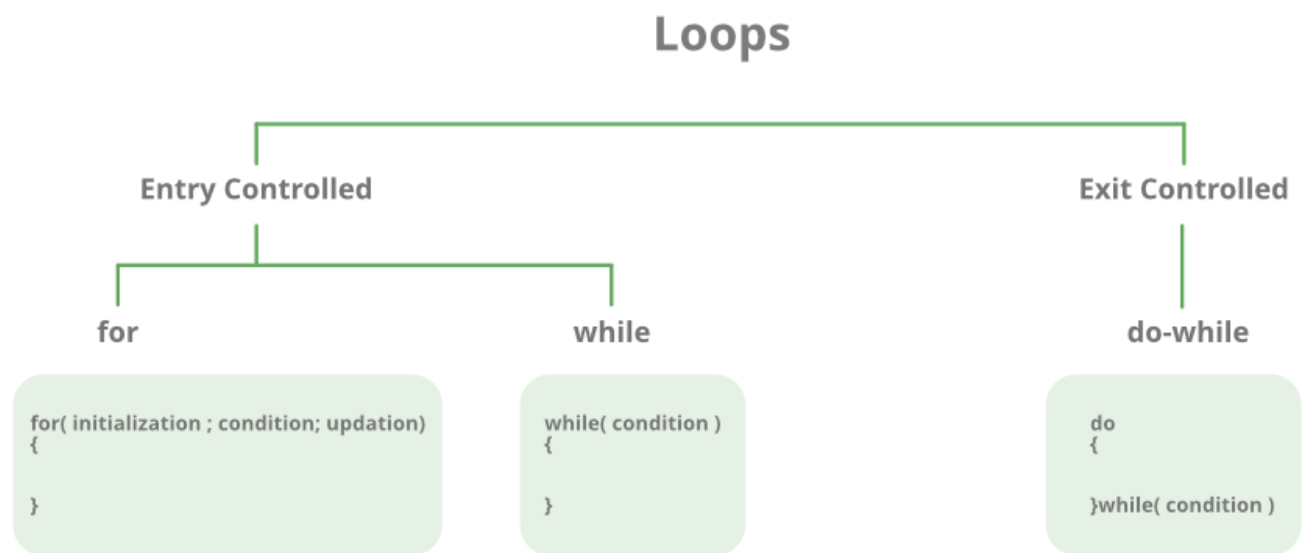 Loops
Entry Controlled
Exit Controlled
for
while
do-while
for( initialization ; condition; updation)
{
}
while( condition )
{
}
do
{
}while( condition )